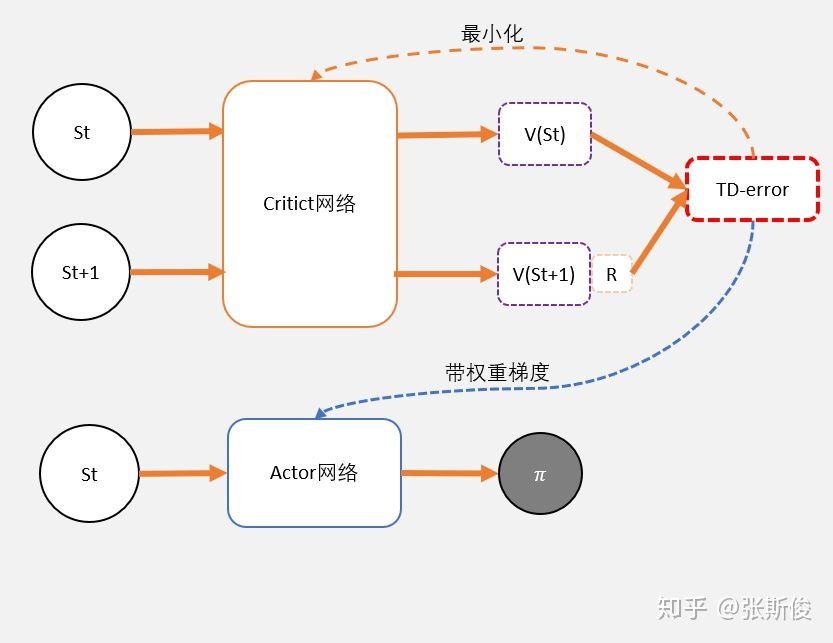 最小化
St
Critict网络
V(St)
TD-error
St+1
V(St+1)
R
带权重梯度
St
Actor网络
π
知乎 @张斯俊